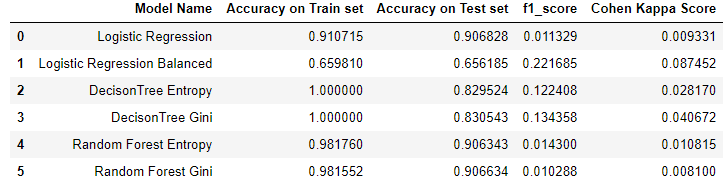 Model Name Accuracy on Train set Accuracy on Test set f1_score Cohen Kappa Score
0 Logistic Regression 0.910715 0.906828 0.011329 0.009331
1 Logistic Regression Balanced 0.659810 0.656185 0.221685 0.087452
2 DecisonTree Entropy 1.000000 0.829524 0.122408 0.028170
3 DecisonTree Gini 1.000000 0.830543 0.134358 0.040672
4 Random Forest Entropy 0.981760 0.906343 0.014300 0.010815
5 Random Forest Gini 0.981552 0.906634 0.010288 0.008100